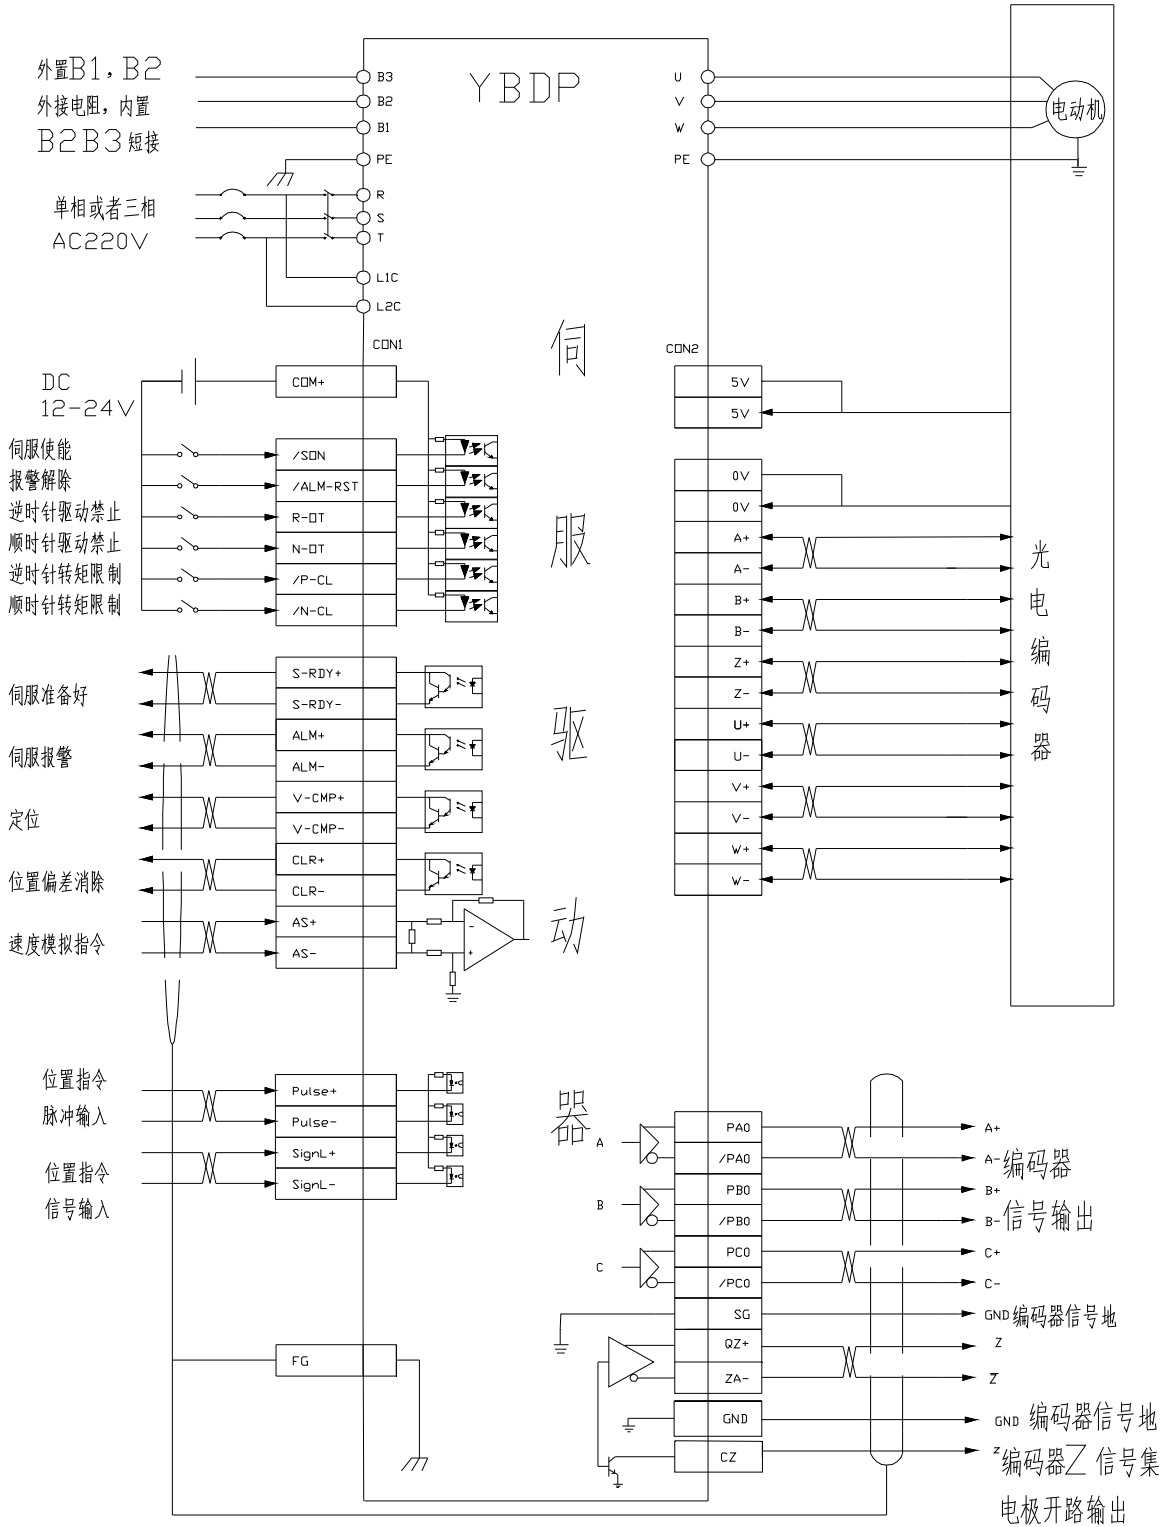 外置B1，B2
外接电阻，内置
B2B3短接
单相或者三相
AC220V
YBDP
B3
B2
B1
PE
R
S
T
L1C
L2C
U
V
W
PE
电动机
CON1
DC
12-24V
COM+
伺服使能
/SON
报警解除
/ALM-RST
逆时针驱动禁止
R-OT
顺时针驱动禁止
N-OT
逆时针转矩限制
/P-CL
顺时针转矩限制
/N-CL
伺服准备好
S-RDY+
S-RDY-
伺服报警
ALM+
ALM-
定位
V-CMP+
V-CMP-
位置偏差消除
CLR+
CLR-
速度模拟指令
AS+
AS-
-
+
位置指令
脉冲输入
Pulse+
Pulse-
位置指令
信号输入
SignL+
SignL-
FG
伺
服
驱
动
器
CON2
5V
5V
0V
0V
A+
A-
B+
B-
Z+
Z-
U+
U-
V+
V-
W+
W-
光
电
编
码
器
A
B
C
PAO
/PAO
PBO
/PBO
PCO
/PCO
SG
QZ+
ZA-
GND
CZ
A+
A-
编码器
B+
B-
信号输出
C+
C-
GND 编码器信号地
Z
Z̅
GND 编码器信号地
z 编码器Z 信号集
电极开路输出